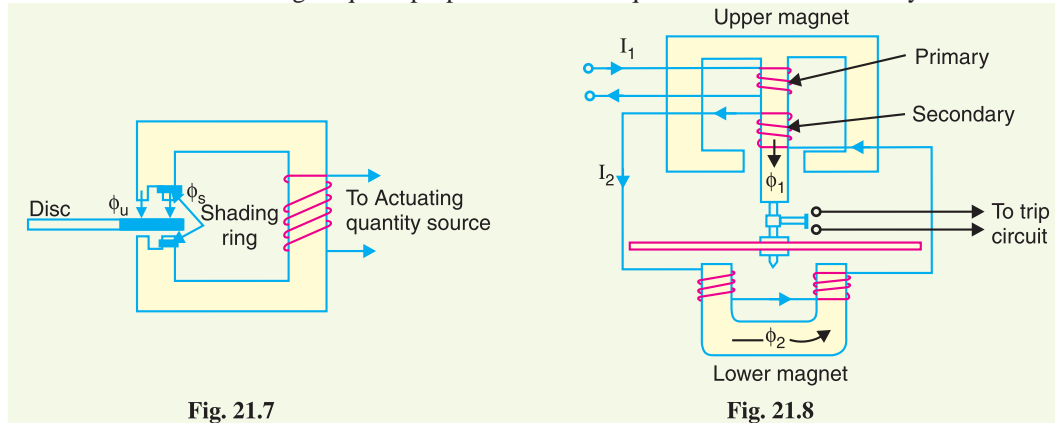 Upper magnet
I1
Primary
Secondary
I2
ϕ1
To trip
circuit
ϕ2
Lower magnet
Disc
ϕu
ϕs
Shading
ring
To Actuating
quantity source
Fig. 21.7
Fig. 21.8